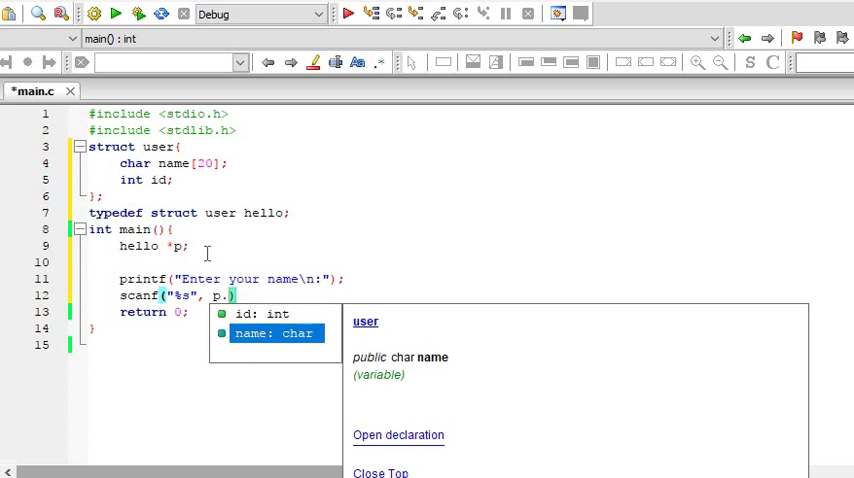 Debug
main() : int
S C
*main.c
1 #include <stdio.h>
2 #include <stdlib.h>
3 struct user{
4 char name[20];
5 int id;
6 };
7 typedef struct user hello;
8 int main(){
9 hello *p;
10
11 printf("Enter your name\n:");
12 scanf("%s", p.)
13 return 0;
14 }
15
id: int
name: char
user
public char name
(variable)
Open declaration
Close Top